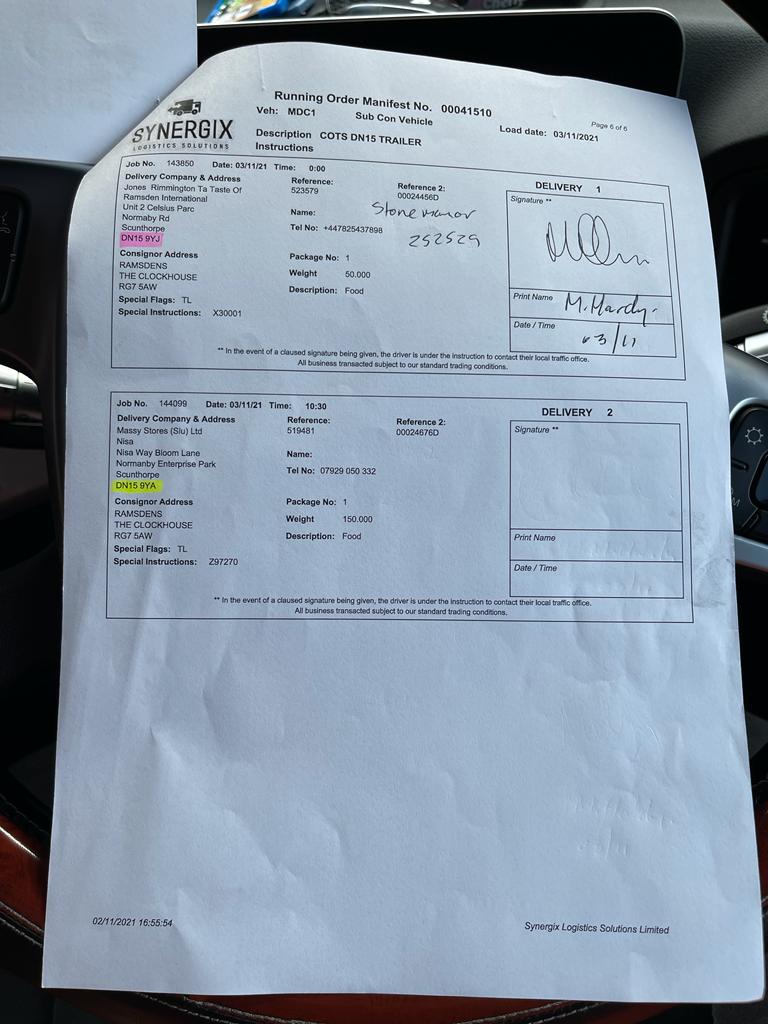 Running Order Manifest No. 00041510
Page 6 of 6
Veh: MDC1 Sub Con Vehicle Load date: 03/11/2021
SYNERGIX
LOGISTICS SOLUTIONS
Description COTS DN15 TRAILER
Instructions
Job No. 143850 Date: 03/11/21 Time: 0:00
Delivery Company & Address Reference: Reference 2: DELIVERY 1
Jones Rimmington Ta Taste Of 523579 00024456D Signature **
Ramsden International
Unit 2 Celsius Parc Name: Stone manor
Normaby Rd
Scunthorpe Tel No: +447825437898
DN15 9YJ 252529
Consignor Address Package No: 1
RAMSDENS
THE CLOCKHOUSE Weight 50.000
RG7 5AW Description: Food
Special Flags: TL Print Name M. Hardy.
Special Instructions: X30001 Date / Time 03/11
** In the event of a claused signature being given, the driver is under the instruction to contact their local traffic office.
All business transacted subject to our standard trading conditions.
Job No. 144099 Date: 03/11/21 Time: 10:30
Delivery Company & Address Reference: Reference 2: DELIVERY 2
Massy Stores (Slu) Ltd 519481 00024676D Signature **
Nisa
Nisa Way Bloom Lane Name:
Normanby Enterprise Park
Scunthorpe Tel No: 07929 050 332
DN15 9YA
Consignor Address Package No: 1
RAMSDENS
THE CLOCKHOUSE Weight 150.000
RG7 5AW Description: Food Print Name
Special Flags: TL
Special Instructions: Z97270 Date / Time
** In the event of a claused signature being given, the driver is under the instruction to contact their local traffic office.
All business transacted subject to our standard trading conditions.
02/11/2021 16:55:54 Synergix Logistics Solutions Limited